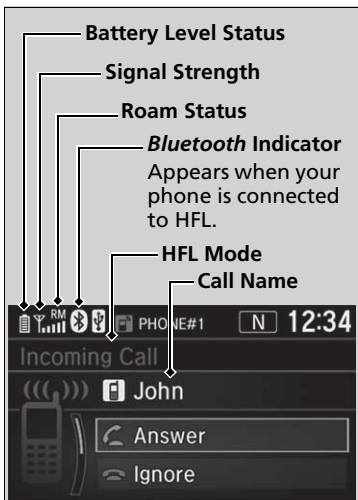 Battery Level Status
Signal Strength
Roam Status
Bluetooth Indicator
Appears when your
phone is connected
to HFL.
HFL Mode
Call Name
RM PHONE#1 N 12:34
Incoming Call
John
Answer
Ignore